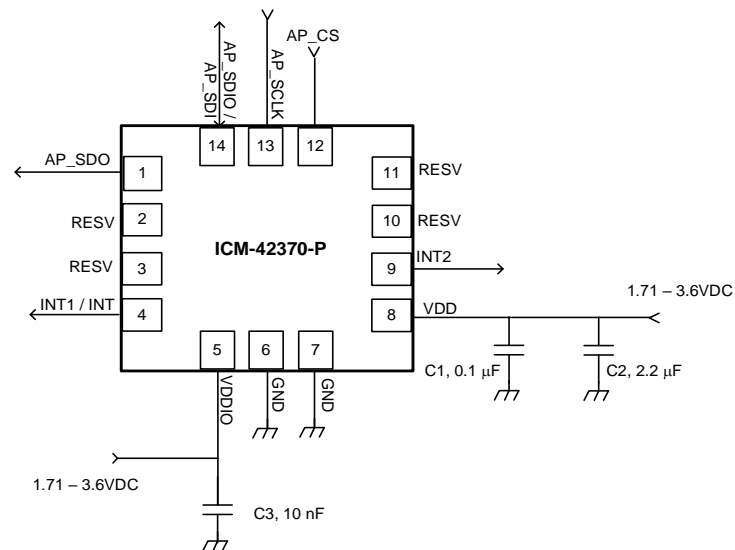 AP_SDIO /
AP_SDI
AP_SCLK
AP_CS
14
13
12
AP_SDO
1
11
RESV
RESV
2
10
RESV
ICM-42370-P
RESV
3
9
INT2
INT1 / INT
4
8
VDD
1.71 – 3.6VDC
5
6
7
C1, 0.1 μF
C2, 2.2 μF
VDDIO
GND
GND
1.71 – 3.6VDC
C3, 10 nF